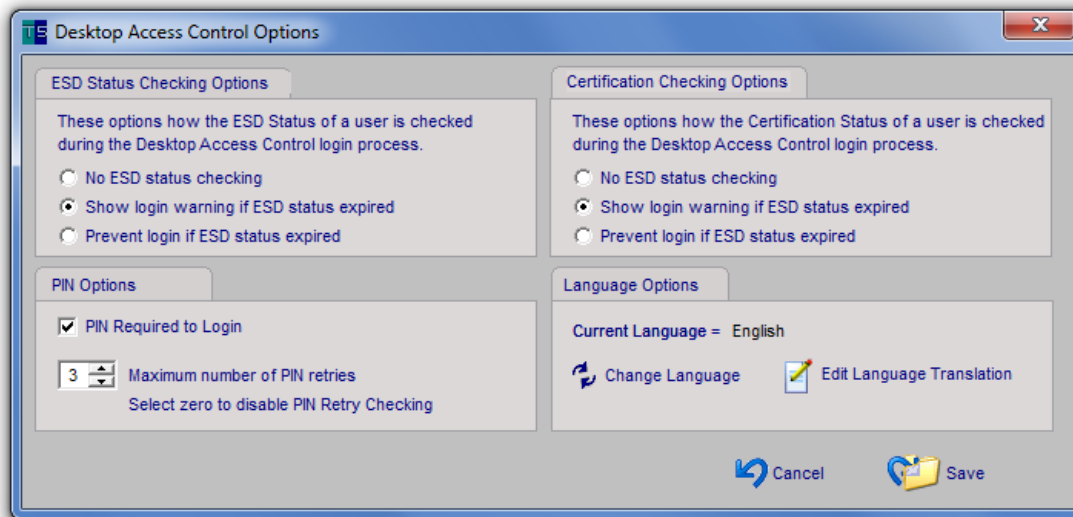 TS Desktop Access Control Options
ESD Status Checking Options
These options how the ESD Status of a user is checked
during the Desktop Access Control login process.
No ESD status checking
Show login warning if ESD status expired
Prevent login if ESD status expired
Certification Checking Options
These options how the Certification Status of a user is checked
during the Desktop Access Control login process.
No ESD status checking
Show login warning if ESD status expired
Prevent login if ESD status expired
PIN Options
PIN Required to Login
3 Maximum number of PIN retries
Select zero to disable PIN Retry Checking
Language Options
Current Language = English
Change Language Edit Language Translation
Cancel Save